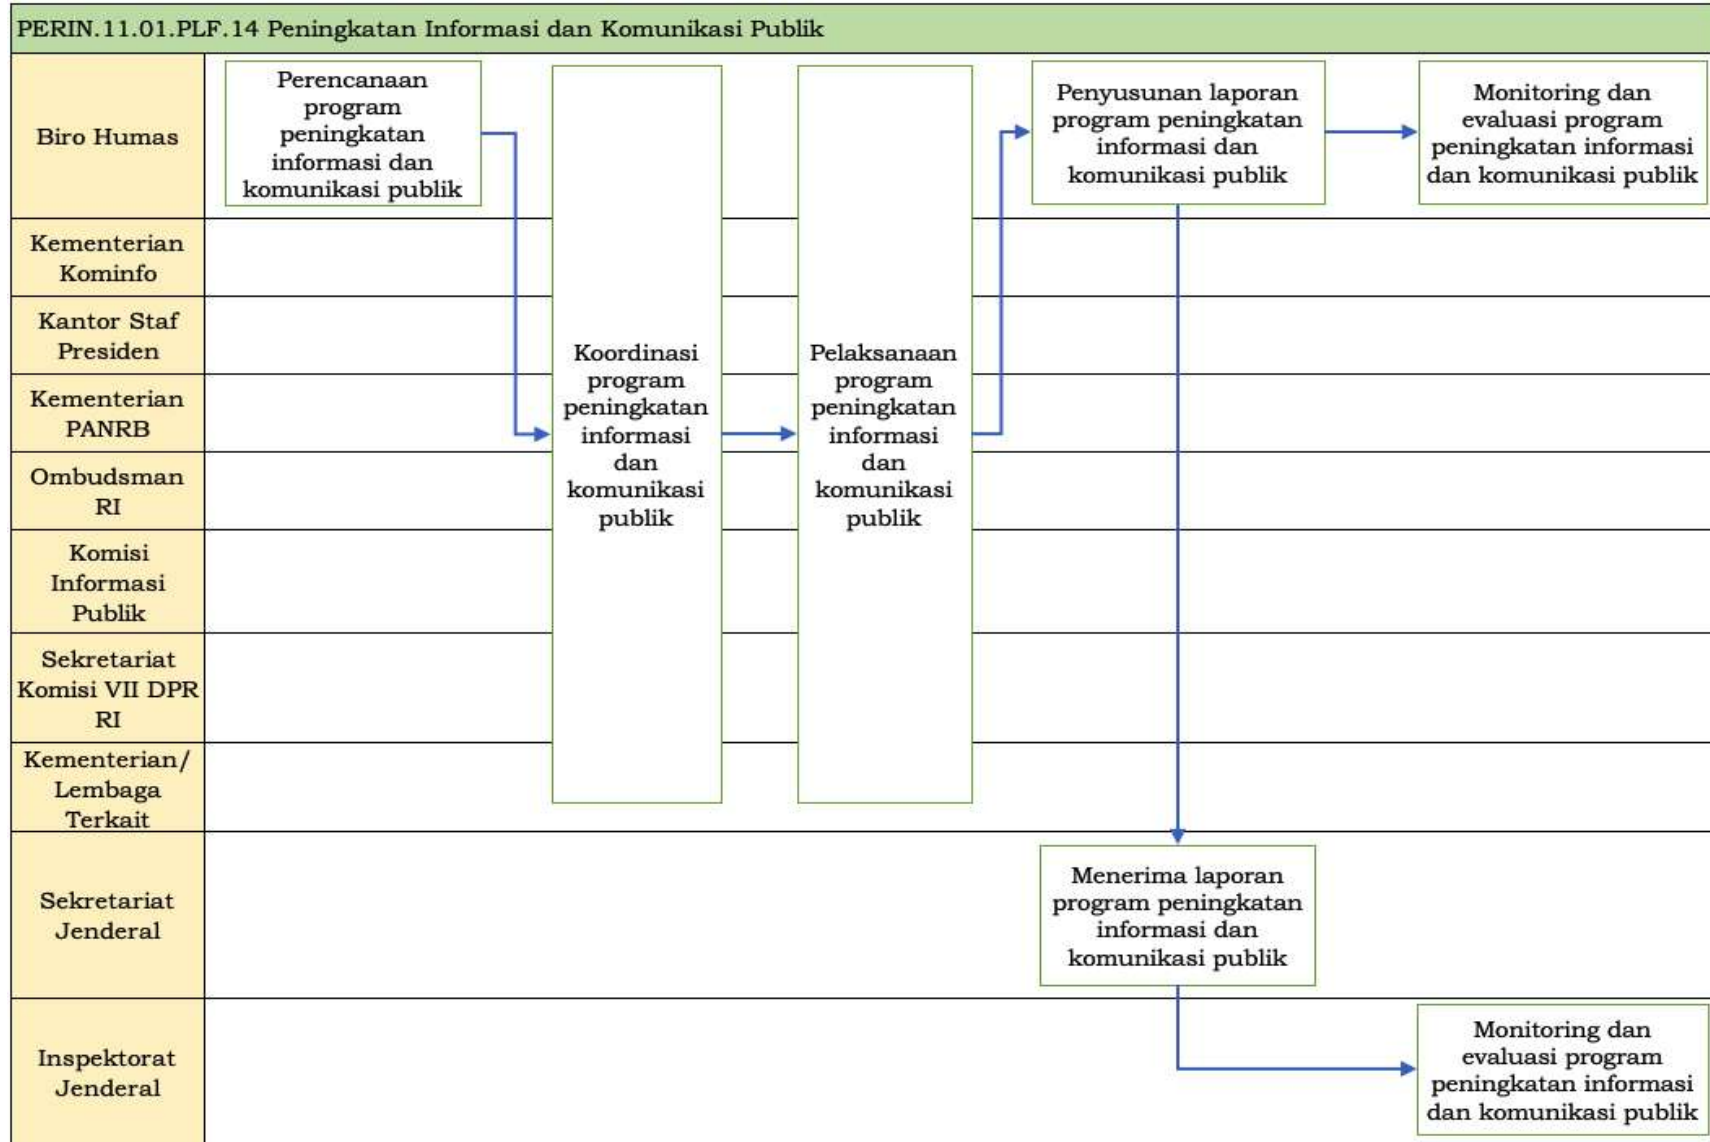 PERIN.11.01.PLF.14 Peningkatan Informasi dan Komunikasi Publik
Biro Humas
Perencanaan
program
peningkatan
informasi dan
komunikasi publik
Penyusunan laporan
program peningkatan
informasi dan
komunikasi publik
Monitoring dan
evaluasi program
peningkatan informasi
dan komunikasi publik
Kementerian
Kominfo
Kantor Staf
Presiden
Kementerian
PANRB
Ombudsman
RI
Komisi
Informasi
Publik
Sekretariat
Komisi VII DPR
RI
Kementerian/
Lembaga
Terkait
Koordinasi
program
peningkatan
informasi
dan
komunikasi
publik
Pelaksanaan
program
peningkatan
informasi
dan
komunikasi
publik
Sekretariat
Jenderal
Menerima laporan
program peningkatan
informasi dan
komunikasi publik
Inspektorat
Jenderal
Monitoring dan
evaluasi program
peningkatan informasi
dan komunikasi publik